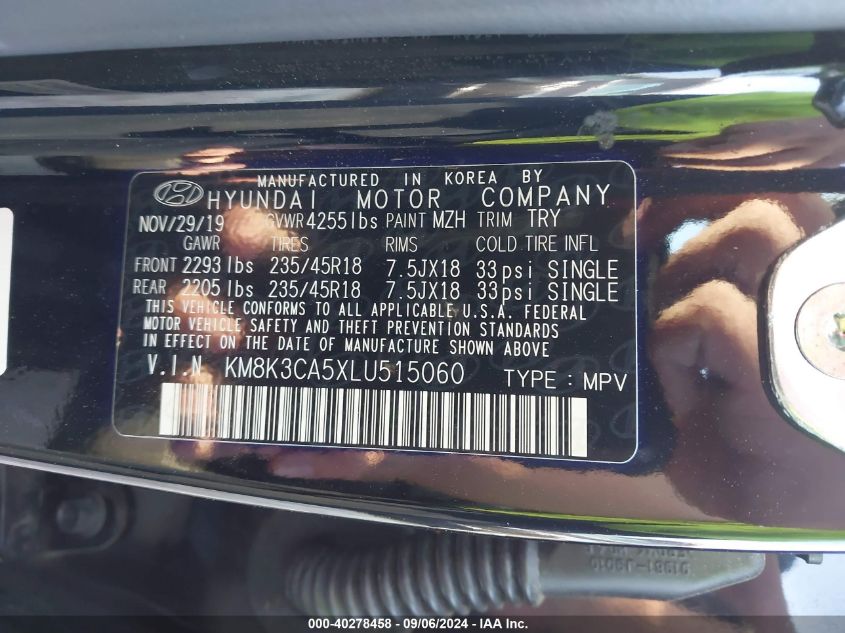 MANUFACTURED IN KOREA BY
HYUNDAI MOTOR COMPANY
NOV/29/19 GVWR 4255lbs PAINT MZH TRIM TRY
GAWR TIRES RIMS COLD TIRE INFL
FRONT 2293lbs 235/45R18 7.5JX18 33psi SINGLE
REAR 2205lbs 235/45R18 7.5JX18 33psi SINGLE
THIS VEHICLE CONFORMS TO ALL APPLICABLE U.S.A. FEDERAL
MOTOR VEHICLE SAFETY AND THEFT PREVENTION STANDARDS
IN EFFECT ON THE DATE OF MANUFACTURE SHOWN ABOVE.
V.I.N KM8K3CA5XLU515060 TYPE : MPV
000-40278458 - 09/06/2024 - IAAI.COM